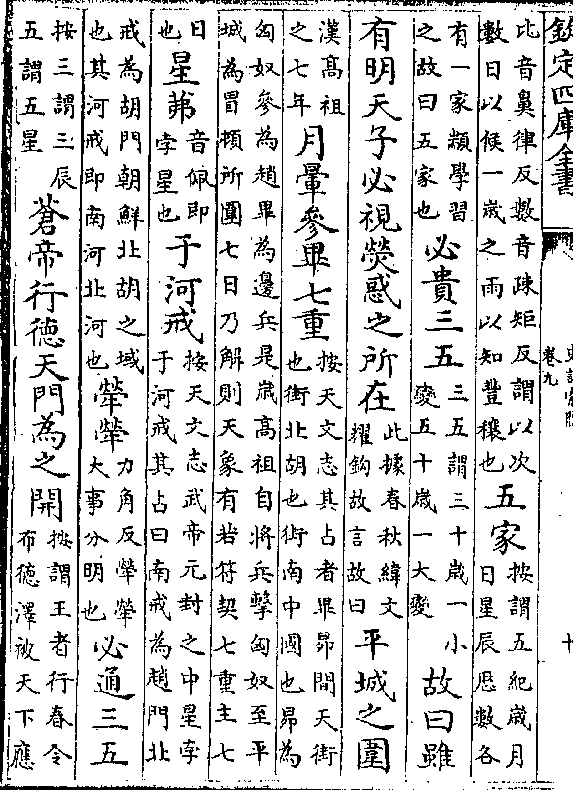 欽定四庫全書
史記索隱
卷九
十
比音鼻律反數音疎矩反謂以次
數日以候一歲之雨以知豐穰也
五家
按謂五紀歲月
日星辰厯數各
有一家顓學習
之故曰五家也
必貴三五
三五謂三十歲一小
變五十歲一大變
故曰雖
有明天子必視熒惑之所在
此據春秋緯文
耀鈎故言故曰
平城之圍
漢髙祖
之七年
月暈參畢七重
按天文志其占者畢昴間天街
也街北胡也街南中國也昴為
匈奴參為趙畢為邊兵是歲髙祖自將兵擊匈奴至平
城為冒頓所圍七日乃解則天象有若符契七重主七
日
也
星茀
音佩即
孛星也
于河戒
按天文志武帝元封之中星孛
于河戒其占曰南戒為趙門北
戒為胡門朝鮮北胡之域
也其河戒即南河北河也
犖犖
力角反犖犖
大事分明也
必通三五
按三謂三辰
五謂五星
蒼帝行徳天門為之開
按謂王者行春令
布徳澤被天下應